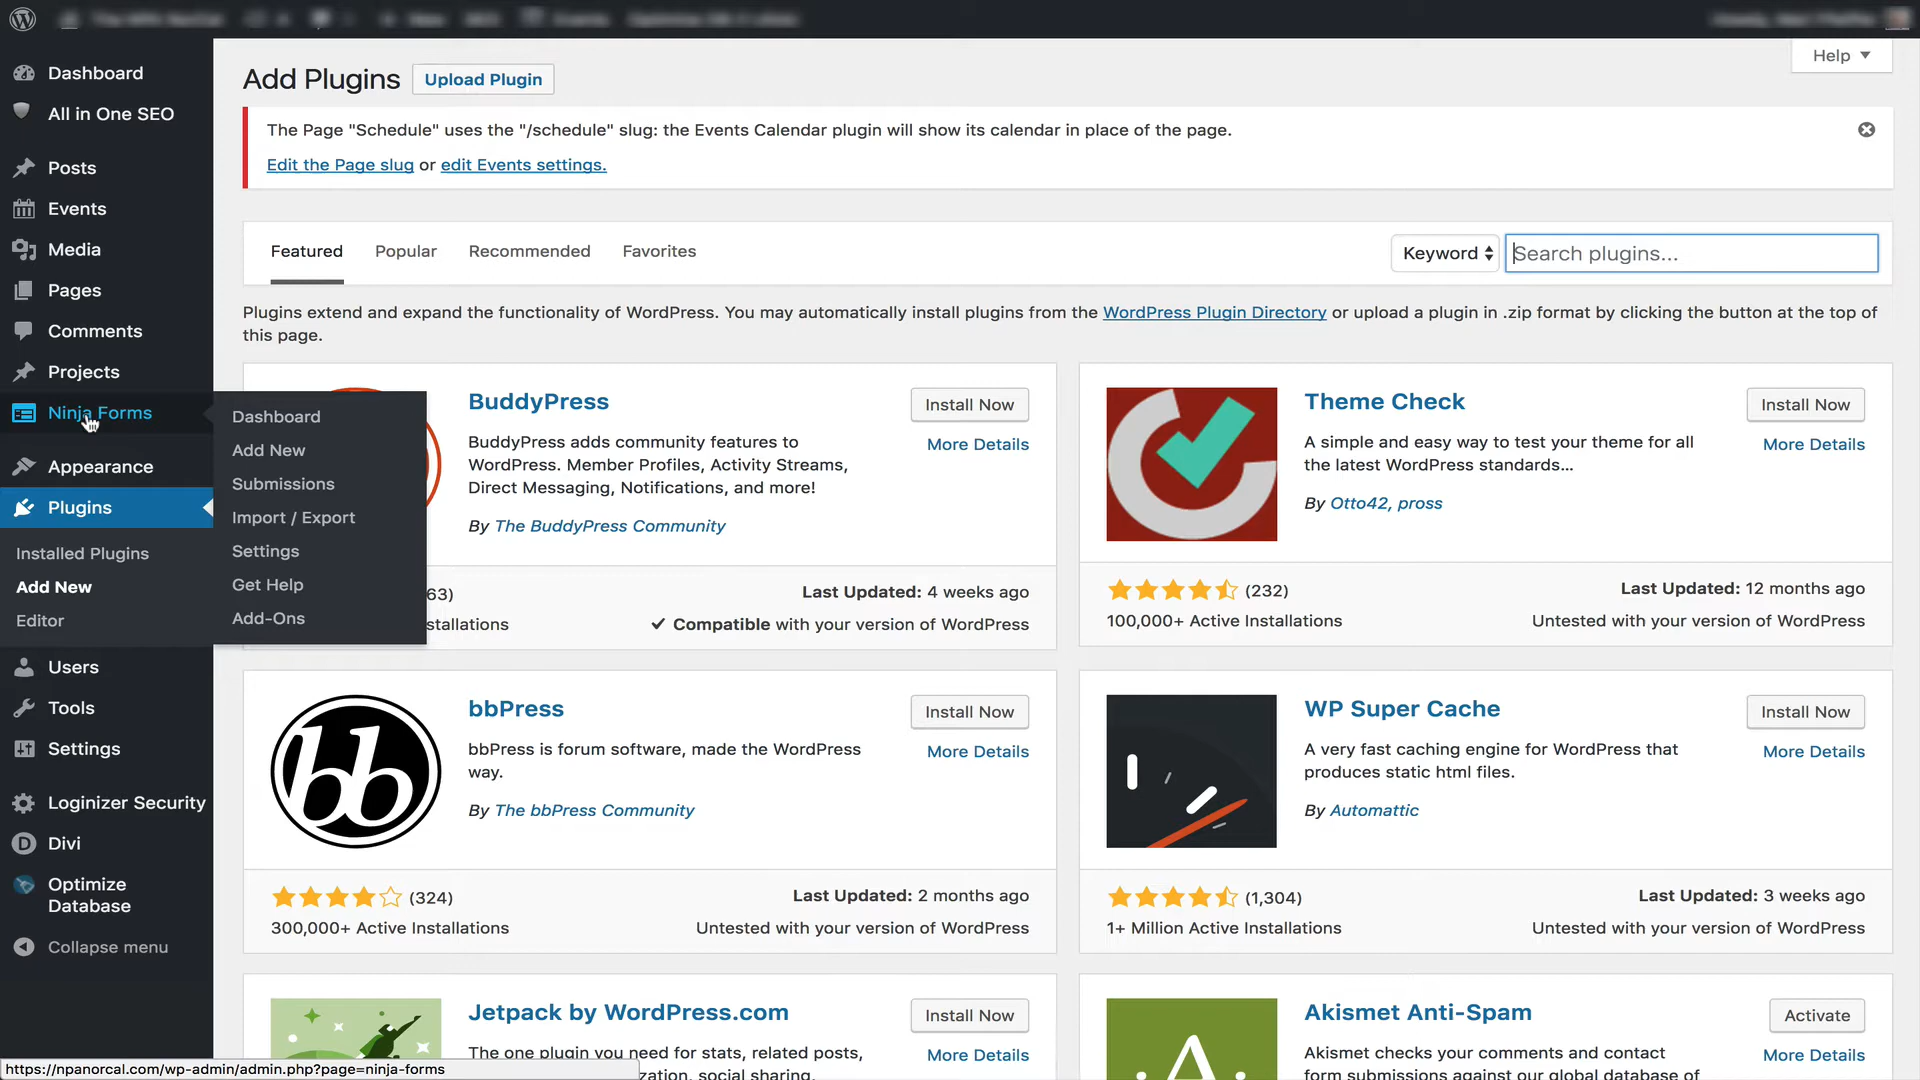 Help
Add Plugins
Upload Plugin
The Page "Schedule" uses the "/schedule" slug: the Events Calendar plugin will show its calendar in place of the page.
Edit the Page slug or edit Events settings.
Featured
Popular
Recommended
Favorites
Keyword
Search plugins...
Plugins extend and expand the functionality of WordPress. You may automatically install plugins from the WordPress Plugin Directory or upload a plugin in .zip format by clicking the button at the top of
this page.
Dashboard
All in One SEO
Posts
Events
Media
Pages
Comments
Projects
Ninja Forms
Appearance
Plugins
Installed Plugins
Add New
Editor
Users
Tools
Settings
Loginizer Security
Divi
Optimize
Database
Collapse menu
Dashboard
Add New
Submissions
Import / Export
Settings
Get Help
Add-Ons
BuddyPress
Install Now
More Details
BuddyPress adds community features to
WordPress. Member Profiles, Activity Streams,
Direct Messaging, Notifications, and more!
By The BuddyPress Community
63)
Last Updated: 4 weeks ago
stallations
Compatible with your version of WordPress
Theme Check
Install Now
More Details
A simple and easy way to test your theme for all
the latest WordPress standards...
By Otto42, pross
(232)
Last Updated: 12 months ago
100,000+ Active Installations
Untested with your version of WordPress
bbPress
Install Now
More Details
bbPress is forum software, made the WordPress
way.
By The bbPress Community
bb
(324)
Last Updated: 2 months ago
300,000+ Active Installations
Untested with your version of WordPress
WP Super Cache
Install Now
More Details
A very fast caching engine for WordPress that
produces static html files.
By Automattic
(1,304)
Last Updated: 3 weeks ago
1+ Million Active Installations
Untested with your version of WordPress
Jetpack by WordPress.com
Install Now
More Details
The one plugin you need for stats, related posts,
zation, social sharing.
Akismet Anti-Spam
Activate
More Details
Akismet checks your comments and contact
form submissions against our global database of
https://npanorcal.com/wp-admin/admin.php?page=ninja-forms